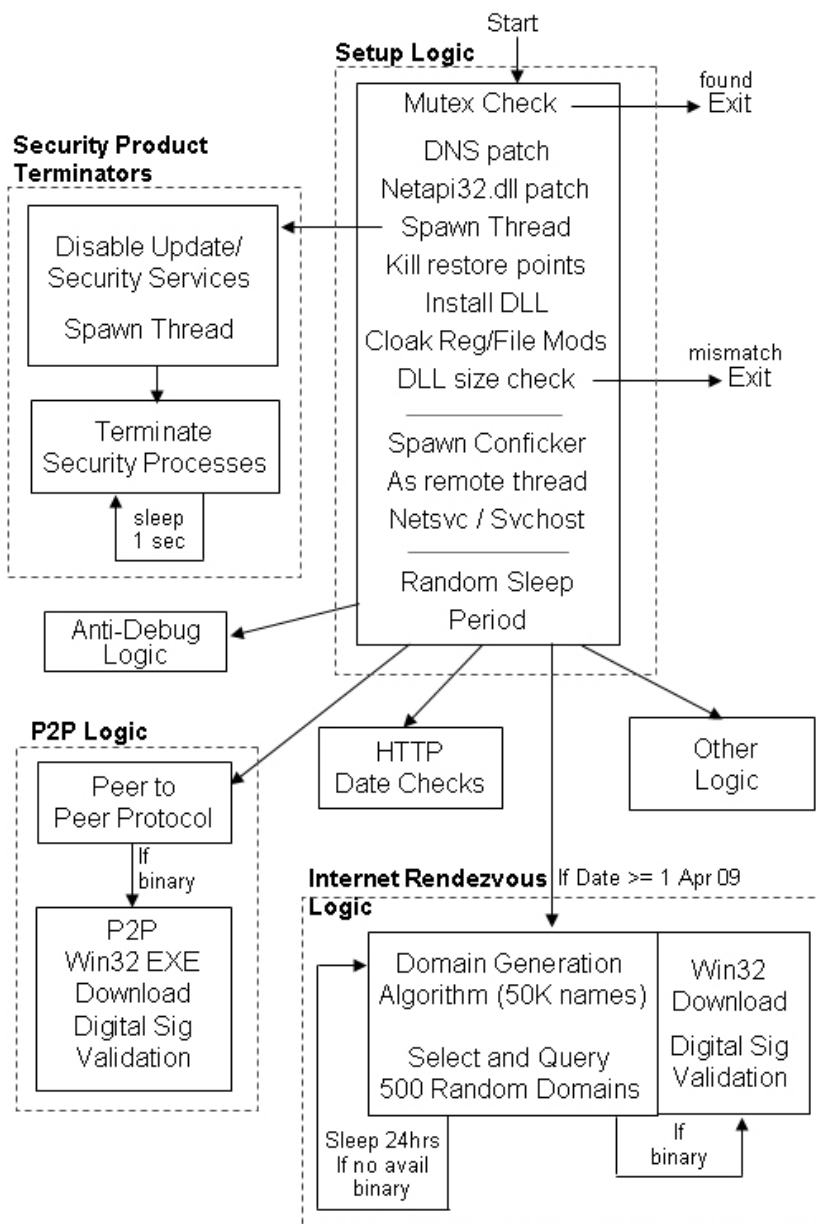 Start
Setup Logic
Mutex Check
found
Exit
DNS patch
Netapi32.dll patch
Spawn Thread
Kill restore points
Install DLL
Cloak Reg/File Mods
DLL size check
mismatch
Exit
Spawn Conficker
As remote thread
Netsvc / Svchost
Random Sleep
Period
Security Product
Terminators
Disable Update/
Security Services
Spawn Thread
Terminate
Security Processes
sleep
1 sec
Anti-Debug
Logic
P2P Logic
Peer to
Peer Protocol
If
binary
P2P
Win32 EXE
Download
Digital Sig
Validation
HTTP
Date Checks
Other
Logic
Internet Rendezvous If Date >= 1 Apr 09
Logic
Domain Generation
Algorithm (50K names)
Select and Query
500 Random Domains
Win32
Download
Digital Sig
Validation
Sleep 24hrs
If no avail
binary
If
binary